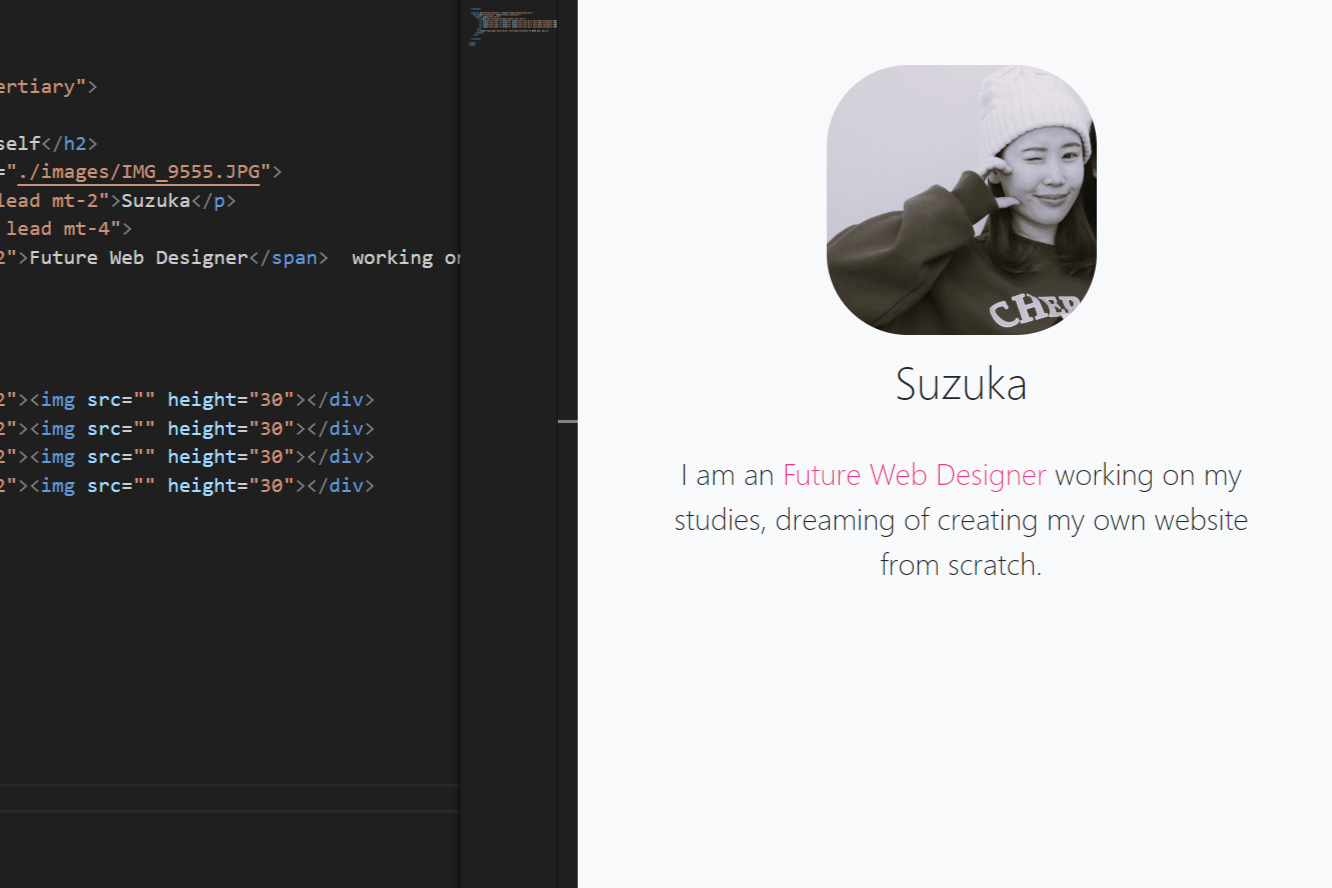 ertiary">
self</h2>
="./images/IMG_9555.JPG">
lead mt-2">Suzuka</p>
lead mt-4">
2">Future Web Designer</span>  working on
2"><img src="" height="30"></div>
2"><img src="" height="30"></div>
2"><img src="" height="30"></div>
2"><img src="" height="30"></div>
CHER
Suzuka
I am an Future Web Designer working on my
studies, dreaming of creating my own website
from scratch.